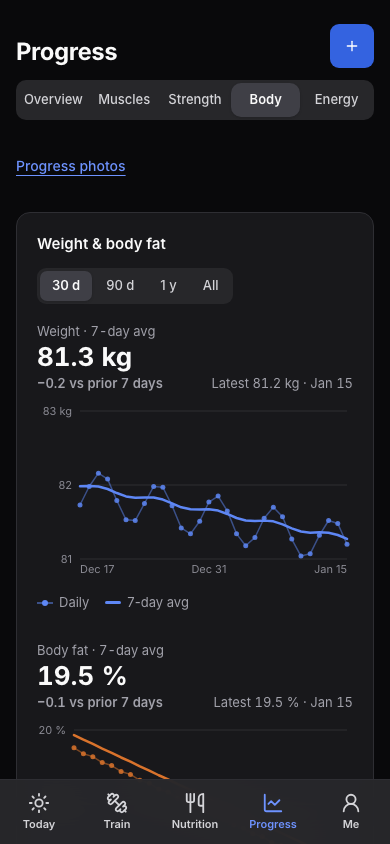 Progress
+
Overview Muscles Strength Body Energy
Progress photos
Weight & body fat
30 d 90 d 1 y All
Weight · 7-day avg
81.3 kg
−0.2 vs prior 7 days Latest 81.2 kg · Jan 15
83 kg
82
81
Dec 17 Dec 31 Jan 15
Daily 7-day avg
Body fat · 7-day avg
19.5 %
−0.1 vs prior 7 days Latest 19.5 % · Jan 15
20 %
Today Train Nutrition Progress Me